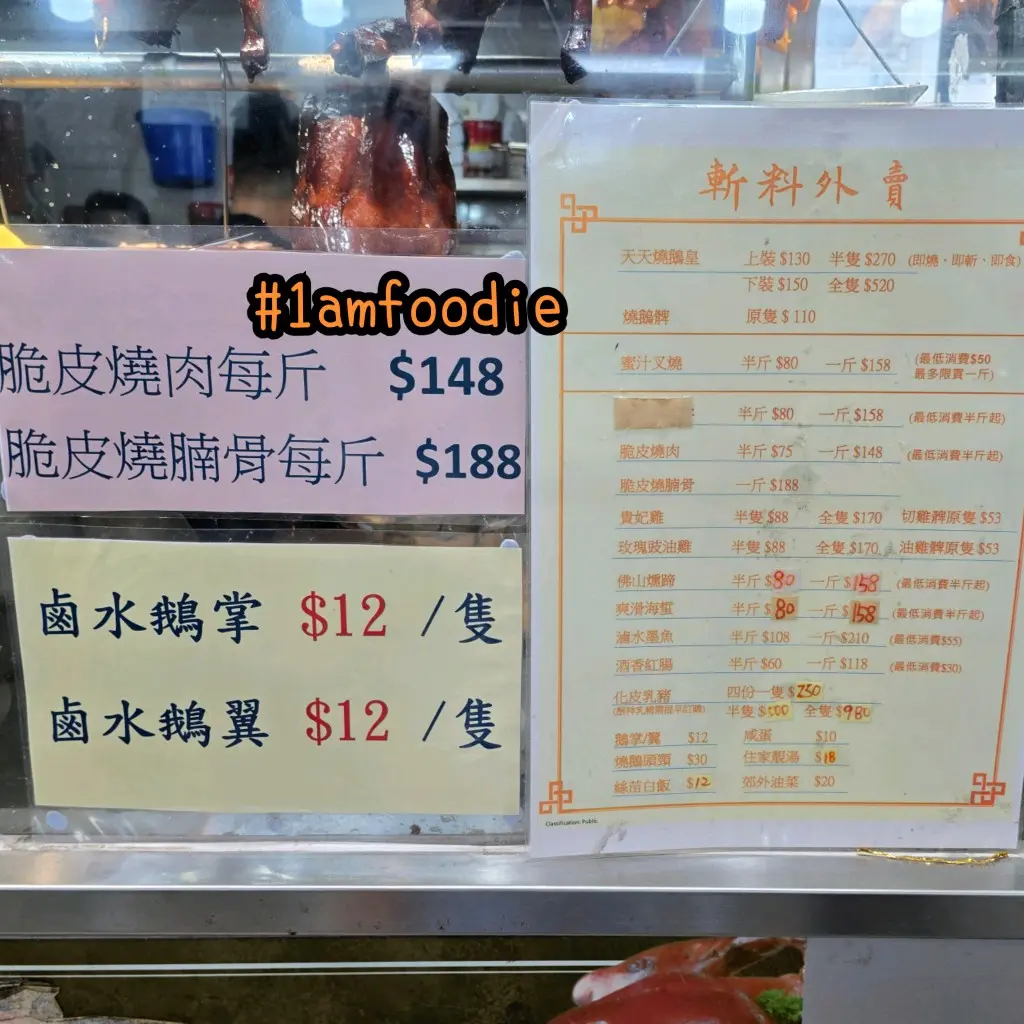 #1amfoodie
脆皮燒肉每斤 $148
脆皮燒腩骨每斤 $188
鹵水鵝掌 $12 /隻
鹵水鵝翼 $12 /隻
斬料外賣
天天燒鵝皇 上裝 $130 半隻 $270 (即燒、即斬、即食)
下裝 $150 全隻 $520
燒鵝髀 原隻 $ 110
蜜汁叉燒 半斤 $80 一斤 $158 (最低消費$50
最多限買一斤)
半斤 $80 一斤 $158 (最低消費半斤起)
脆皮燒肉 半斤 $75 一斤 $148 (最低消費半斤起)
脆皮燒腩骨 一斤 $188
貴妃雞 半隻 $88 全隻 $170 切雞髀原隻 $53
玫瑰豉油雞 半隻 $88 全隻 $170 油雞髀原隻 $53
佛山燻蹄 半斤 $80 一斤 $158 (最低消費半斤起)
爽滑海蜇 半斤 $80 一斤 $158 (最低消費半斤起)
滷水墨魚 半斤 $108 一斤 $210 (最低消費$55)
酒香紅腸 半斤 $60 一斤 $118 (最低消費$30)
化皮乳豬 四份一隻 $250
半隻 $500 全隻 $980
鵝掌/翼 $12 咸蛋 $10
燒鵝頭頸 $30 住家靚湯 $18
絲苗白飯 $12 郊外油菜 $20
Classification: Public